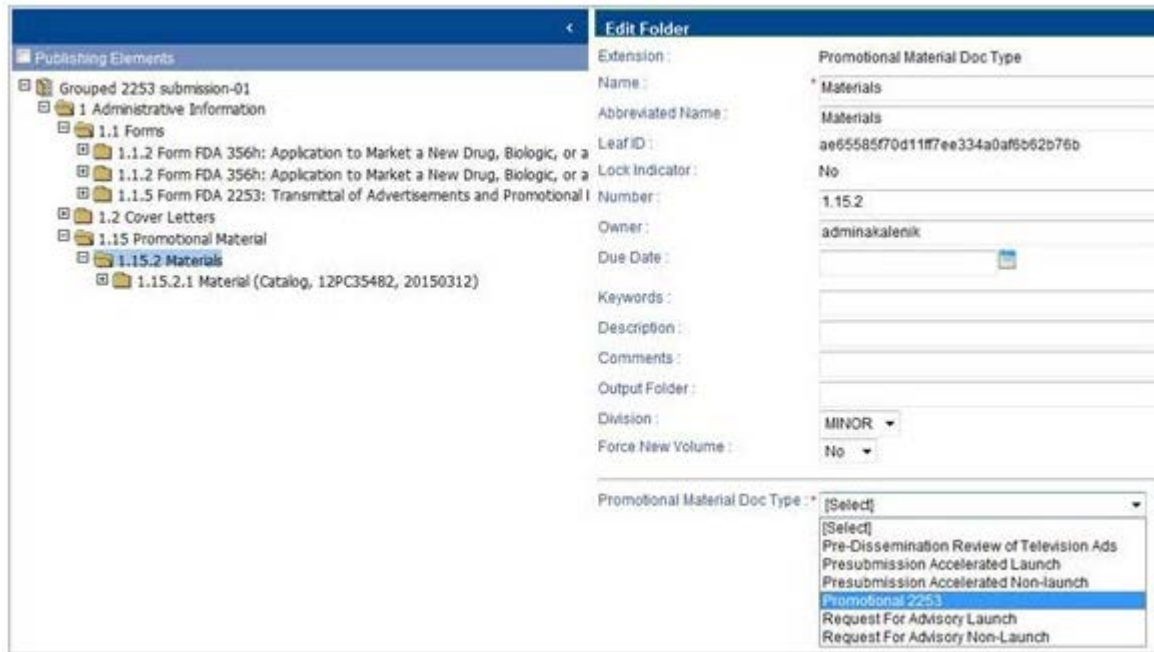 Publishing Elements
Grouped 2253 submission-01
1 Administrative Information
1.1 Forms
1.1.2 Form FDA 356h: Application to Market a New Drug, Biologic, or a
1.1.2 Form FDA 356h: Application to Market a New Drug, Biologic, or a
1.1.5 Form FDA 2253: Transmittal of Advertisements and Promotional
1.2 Cover Letters
1.15 Promotional Material
1.15.2 Materials
1.15.2.1 Material (Catalog, 12PC35482, 20150312)
Edit Folder
Extension : Promotional Material Doc Type
Name : * Materials
Abbreviated Name : Materials
Leaf ID : ae65585f70d11ff7ee334a0af6b62b76b
Lock Indicator : No
Number : 1.15.2
Owner : adminakalenik
Due Date :
Keywords :
Description :
Comments :
Output Folder :
Division : MINOR
Force New Volume : No
Promotional Material Doc Type : * [Select]
[Select]
Pre-Dissemination Review of Television Ads
Presubmission Accelerated Launch
Presubmission Accelerated Non-launch
Promotional 2253
Request For Advisory Launch
Request For Advisory Non-Launch